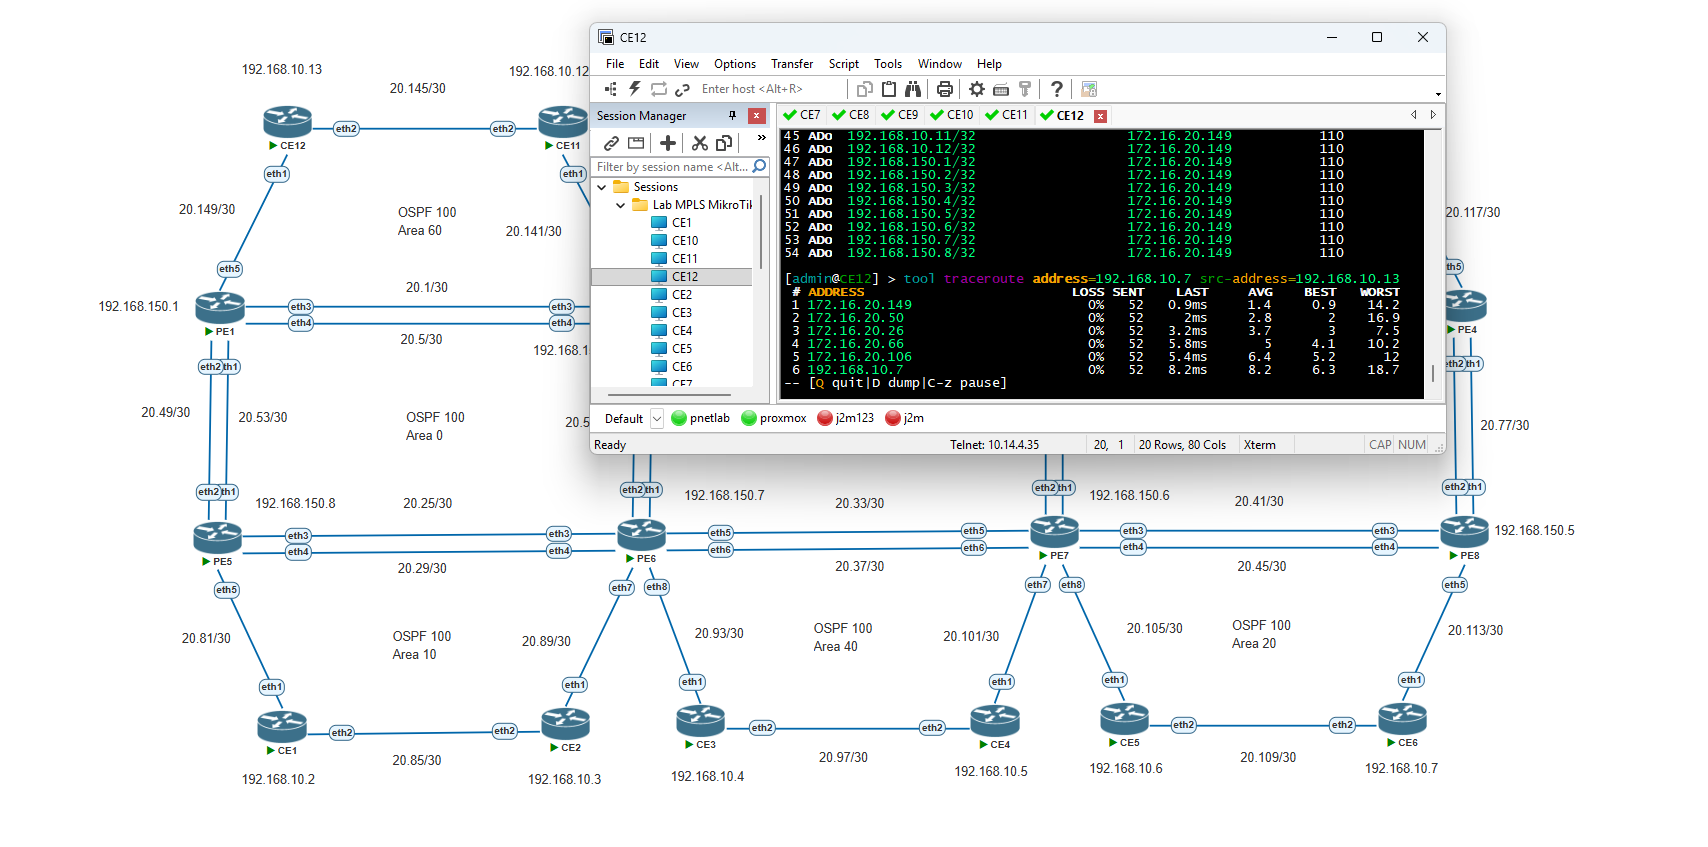 192.168.10.13
20.145/30
192.168.10.12
eth2
eth2
CE12
CE11
eth1
eth1
20.149/30
OSPF 100
Area 60
20.141/30
eth5
192.168.150.1
20.1/30
eth3
eth3
eth4
eth4
PE1
20.5/30
192.168.1
20.49/30
20.53/30
OSPF 100
Area 0
20.5
CE12
File Edit View Options Transfer Script Tools Window Help
Enter host <Alt+R>
Session Manager
Filter by session name <Alt...
Sessions
Lab MPLS MikroTik
CE1
CE10
CE11
CE12
CE2
CE3
CE4
CE5
CE6
CE7
CE7 CE8 CE9 CE10 CE11 CE12
45 ADo 192.168.10.11/32 172.16.20.149 110
46 ADo 192.168.10.12/32 172.16.20.149 110
47 ADo 192.168.150.1/32 172.16.20.149 110
48 ADo 192.168.150.2/32 172.16.20.149 110
49 ADo 192.168.150.3/32 172.16.20.149 110
50 ADo 192.168.150.4/32 172.16.20.149 110
51 ADo 192.168.150.5/32 172.16.20.149 110
52 ADo 192.168.150.6/32 172.16.20.149 110
53 ADo 192.168.150.7/32 172.16.20.149 110
54 ADo 192.168.150.8/32 172.16.20.149 110
[admin@CE12] > tool traceroute address=192.168.10.7 src-address=192.168.10.13
# ADDRESS LOSS SENT LAST AVG BEST WORST
1 172.16.20.149 0% 52 0.9ms 1.4 0.9 14.2
2 172.16.20.50 0% 52 2ms 2.8 2 16.9
3 172.16.20.26 0% 52 3.2ms 3.7 3 7.5
4 172.16.20.66 0% 52 5.8ms 5 4.1 10.2
5 172.16.20.106 0% 52 5.4ms 6.4 5.2 12
6 192.168.10.7 0% 52 8.2ms 8.2 6.3 18.7
-- [Q quit|D dump|C-z pause]
Default pnetlab proxmox j2m123 j2m
Ready Telnet: 10.14.4.35 20, 1 20 Rows, 80 Cols Xterm CAP NUM
20.117/30
PE4
20.77/30
192.168.150.8
20.25/30
192.168.150.7
20.33/30
192.168.150.6
20.41/30
192.168.150.5
eth3
eth3
eth5
eth5
eth3
eth3
eth4
eth4
eth6
eth6
eth4
eth4
PE5
PE6
PE7
PE8
20.29/30
20.37/30
20.45/30
eth5
eth7
eth8
eth7
eth8
eth5
20.81/30
OSPF 100
Area 10
20.89/30
20.93/30
OSPF 100
Area 40
20.101/30
20.105/30
OSPF 100
Area 20
20.113/30
eth1
eth1
eth1
eth1
eth1
eth1
eth2
eth2
eth2
eth2
eth2
eth2
CE1
CE2
CE3
CE4
CE5
CE6
20.85/30
20.97/30
20.109/30
192.168.10.2
192.168.10.3
192.168.10.4
192.168.10.5
192.168.10.6
192.168.10.7